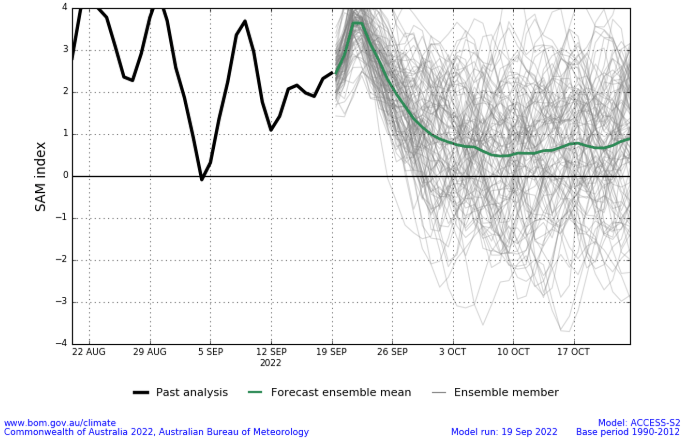 4
3
2
1
0
−1
−2
−3
−4
SAM index
22 AUG 29 AUG 5 SEP 12 SEP 19 SEP 26 SEP 3 OCT 10 OCT 17 OCT
2022
Past analysis Forecast ensemble mean Ensemble member
www.bom.gov.au/climate Model: ACCESS-S2
Commonwealth of Australia 2022, Australian Bureau of Meteorology Model run: 19 Sep 2022 Base period 1990-2012